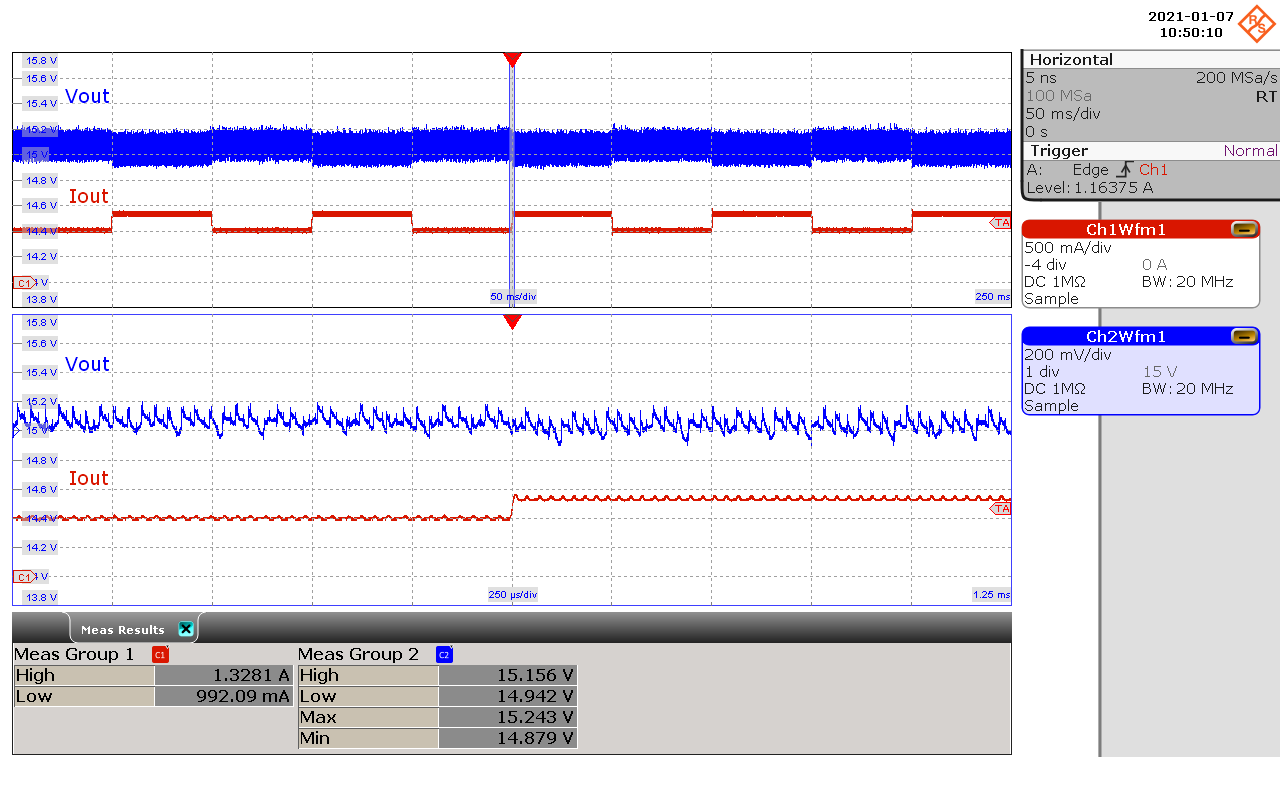 2021-01-07
10:50:10
R&S
Horizontal
5 ns 200 MSa/s
100 MSa RT
50 ms/div
0 s
Trigger Normal
A: Edge Ch1
Level: 1.16375 A
Ch1Wfm1
500 mA/div
-4 div 0 A
DC 1MΩ BW: 20 MHz
Sample
Ch2Wfm1
200 mV/div
1 div 15 V
DC 1MΩ BW: 20 MHz
Sample
15.8 V
15.6 V
15.4 V
Vout
15.2 V
15 V
14.8 V
Iout
14.6 V
14.4 V
TA
14.2 V
C1 V
13.8 V
50 ms/div
250 ms
15.8 V
15.6 V
Vout
15.4 V
15.2 V
15 V
14.8 V
Iout
14.6 V
14.4 V
TA
14.2 V
C1 V
13.8 V
250 µs/div
1.25 ms
Meas Results
Meas Group 1 C1
High 1.3281 A
Low 992.09 mA
Meas Group 2 C2
High 15.156 V
Low 14.942 V
Max 15.243 V
Min 14.879 V